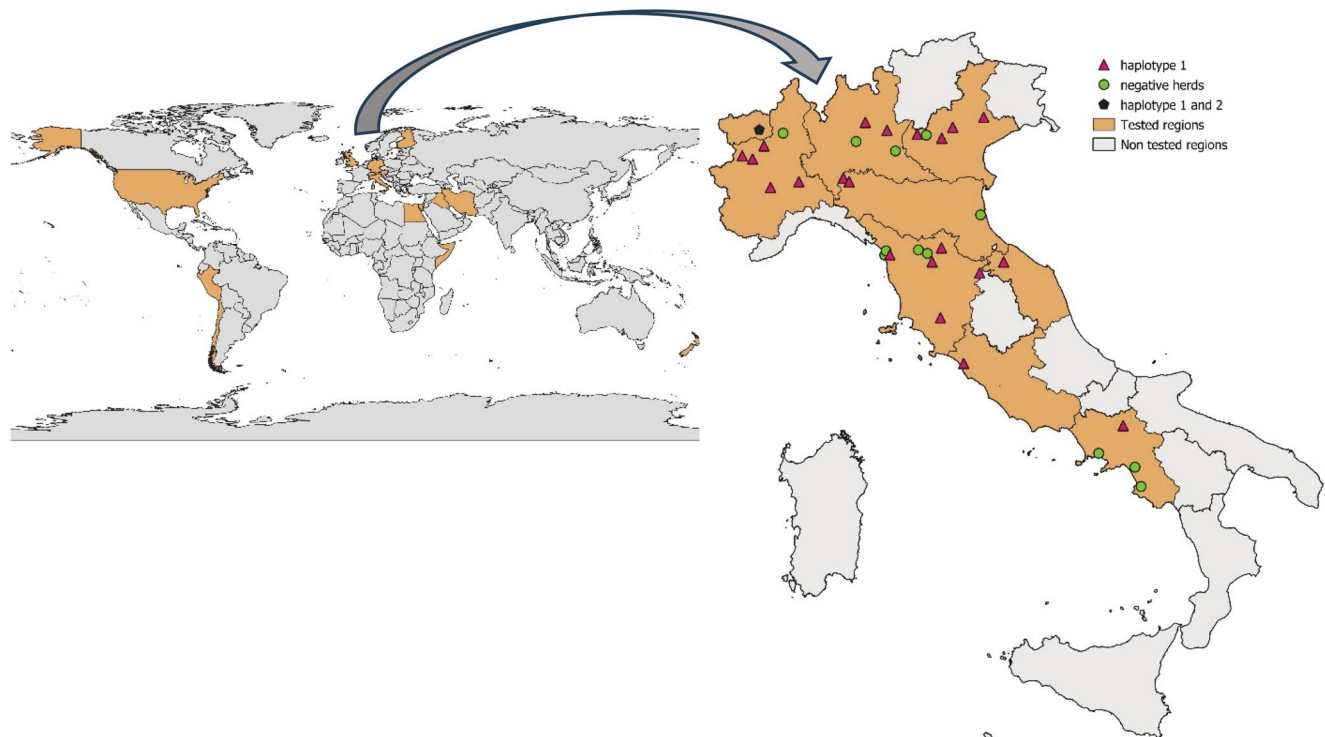 haplotype 1
negative herds
haplotype 1 and 2
Tested regions
Non tested regions